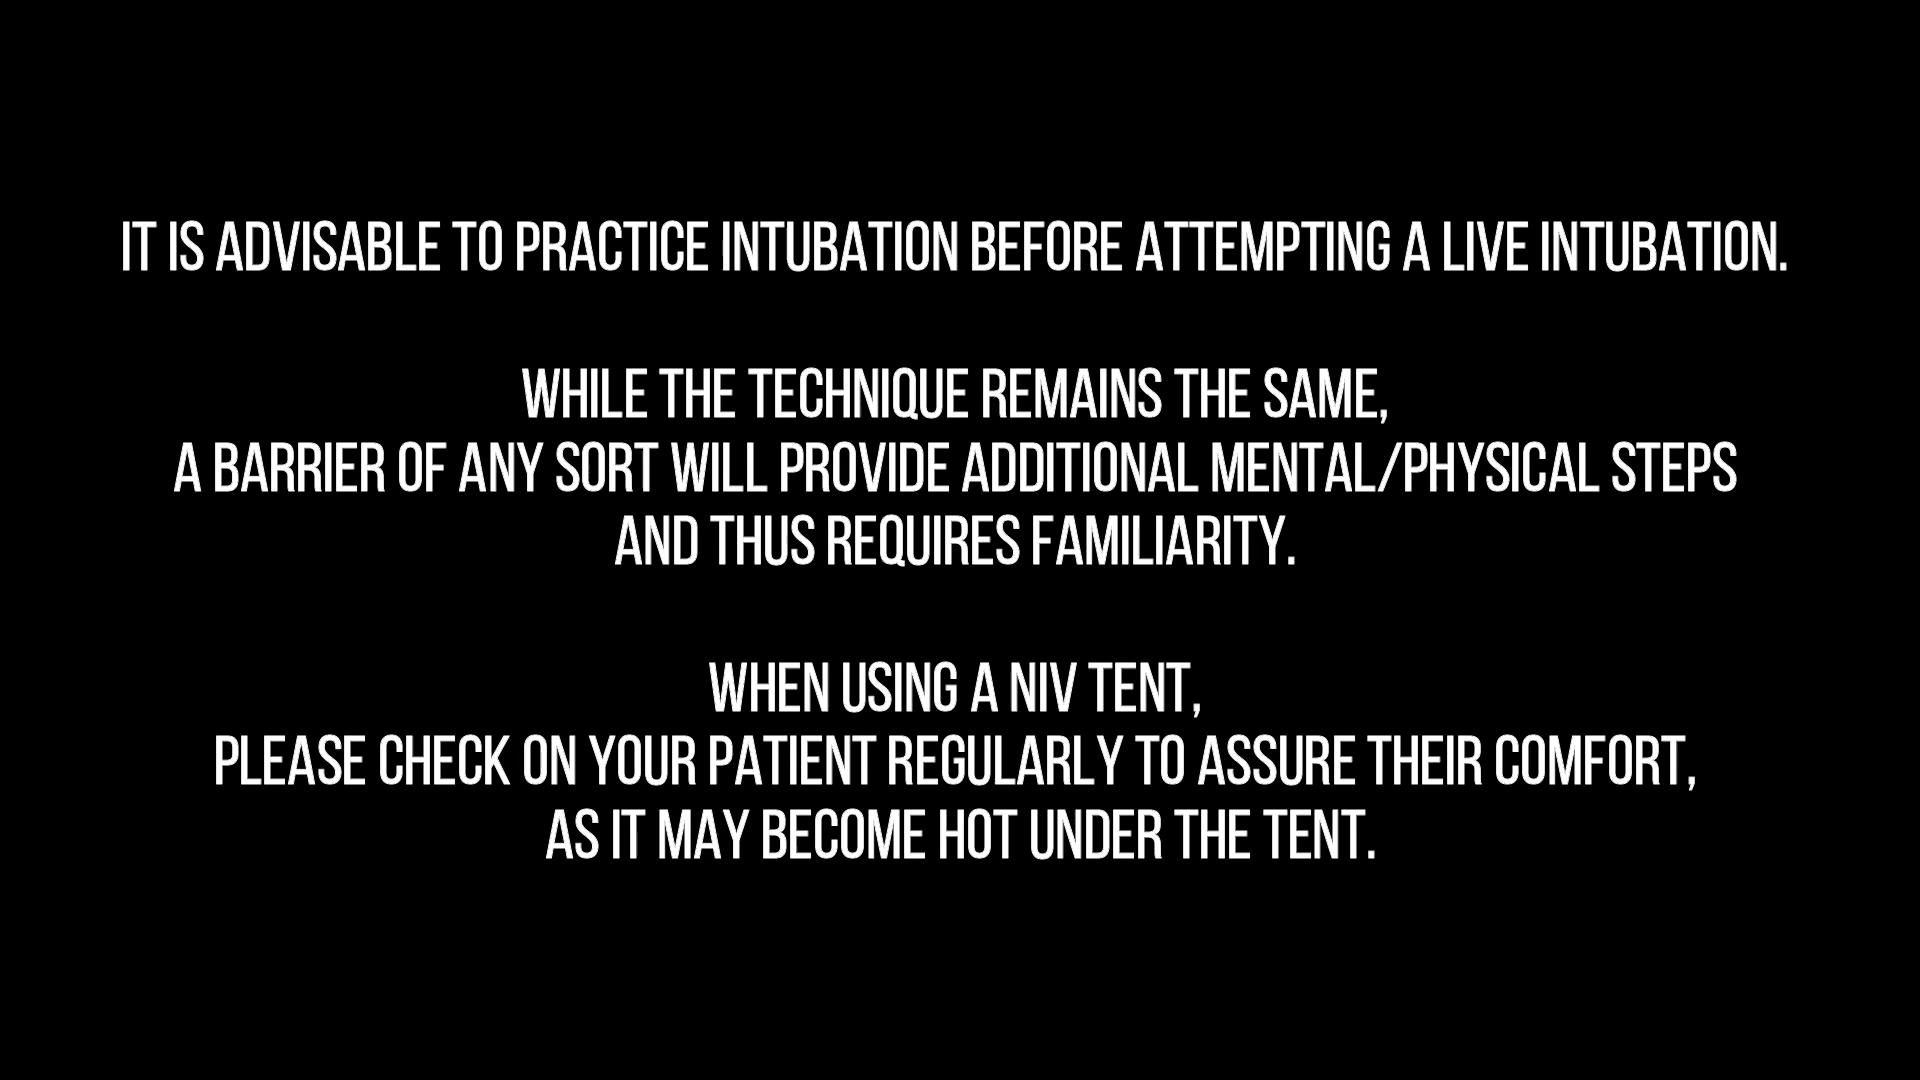 IT IS ADVISABLE TO PRACTICE INTUBATION BEFORE ATTEMPTING A LIVE INTUBATION.
WHILE THE TECHNIQUE REMAINS THE SAME,
A BARRIER OF ANY SORT WILL PROVIDE ADDITIONAL MENTAL/PHYSICAL STEPS
AND THUS REQUIRES FAMILIARITY.
WHEN USING A NIV TENT,
PLEASE CHECK ON YOUR PATIENT REGULARLY TO ASSURE THEIR COMFORT,
AS IT MAY BECOME HOT UNDER THE TENT.